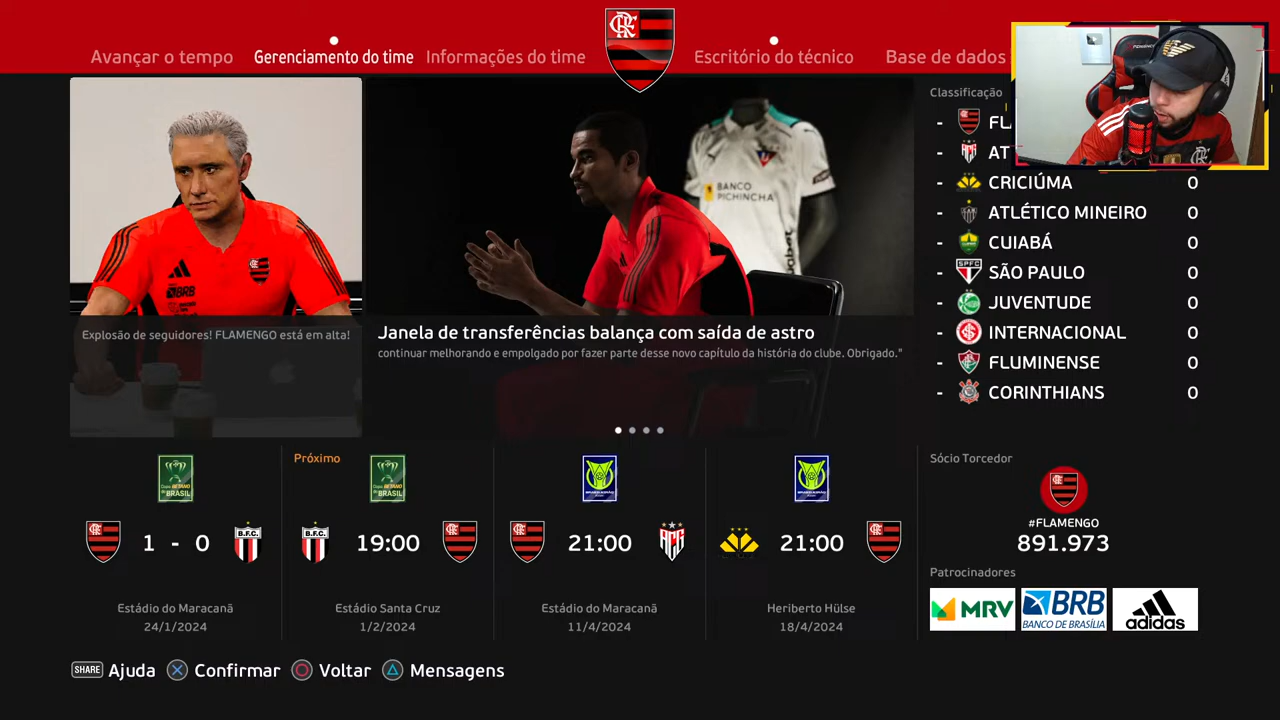 Avançar o tempo
Gerenciamento do time
Informações do time
Escritório do técnico
Base de dados
Explosão de seguidores! FLAMENGO está em alta!
BANCO
PICHINCHA
Janela de transferências balança com saída de astro
continuar melhorando e empolgado por fazer parte desse novo capítulo da história do clube. Obrigado."
Classificação
- FL
- AT
- CRICIÚMA 0
- ATLÉTICO MINEIRO 0
- CUIABÁ 0
- SÃO PAULO 0
- JUVENTUDE 0
- INTERNACIONAL 0
- FLUMINENSE 0
- CORINTHIANS 0
1 - 0
Estádio do Maracanã
24/1/2024
Próximo
19:00
Estádio Santa Cruz
1/2/2024
21:00
Estádio do Maracanã
11/4/2024
21:00
Heriberto Hülse
18/4/2024
Sócio Torcedor
#FLAMENGO
891.973
Patrocinadores
MRV
BRB
BANCO DE BRASÍLIA
adidas
SHARE Ajuda
Confirmar
Voltar
Mensagens